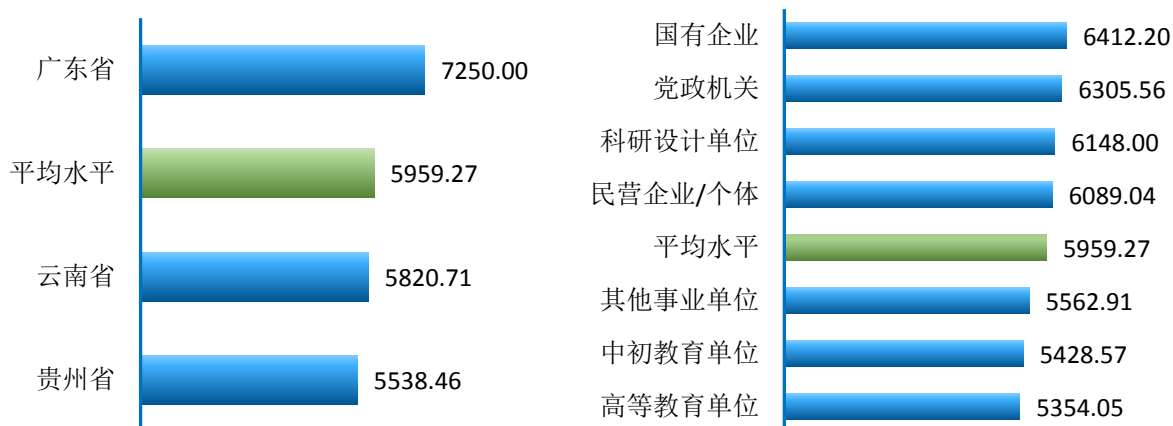 广东省 7250.00
平均水平 5959.27
云南省 5820.71
贵州省 5538.46
国有企业 6412.20
党政机关 6305.56
科研设计单位 6148.00
民营企业/个体 6089.04
平均水平 5959.27
其他事业单位 5562.91
中初教育单位 5428.57
高等教育单位 5354.05